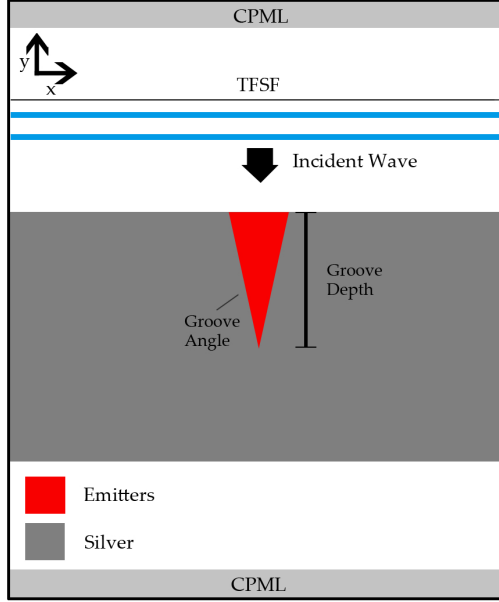 CPML
y
x
TFSF
Incident Wave
Groove
Depth
Groove
Angle
Emitters
Silver
CPML